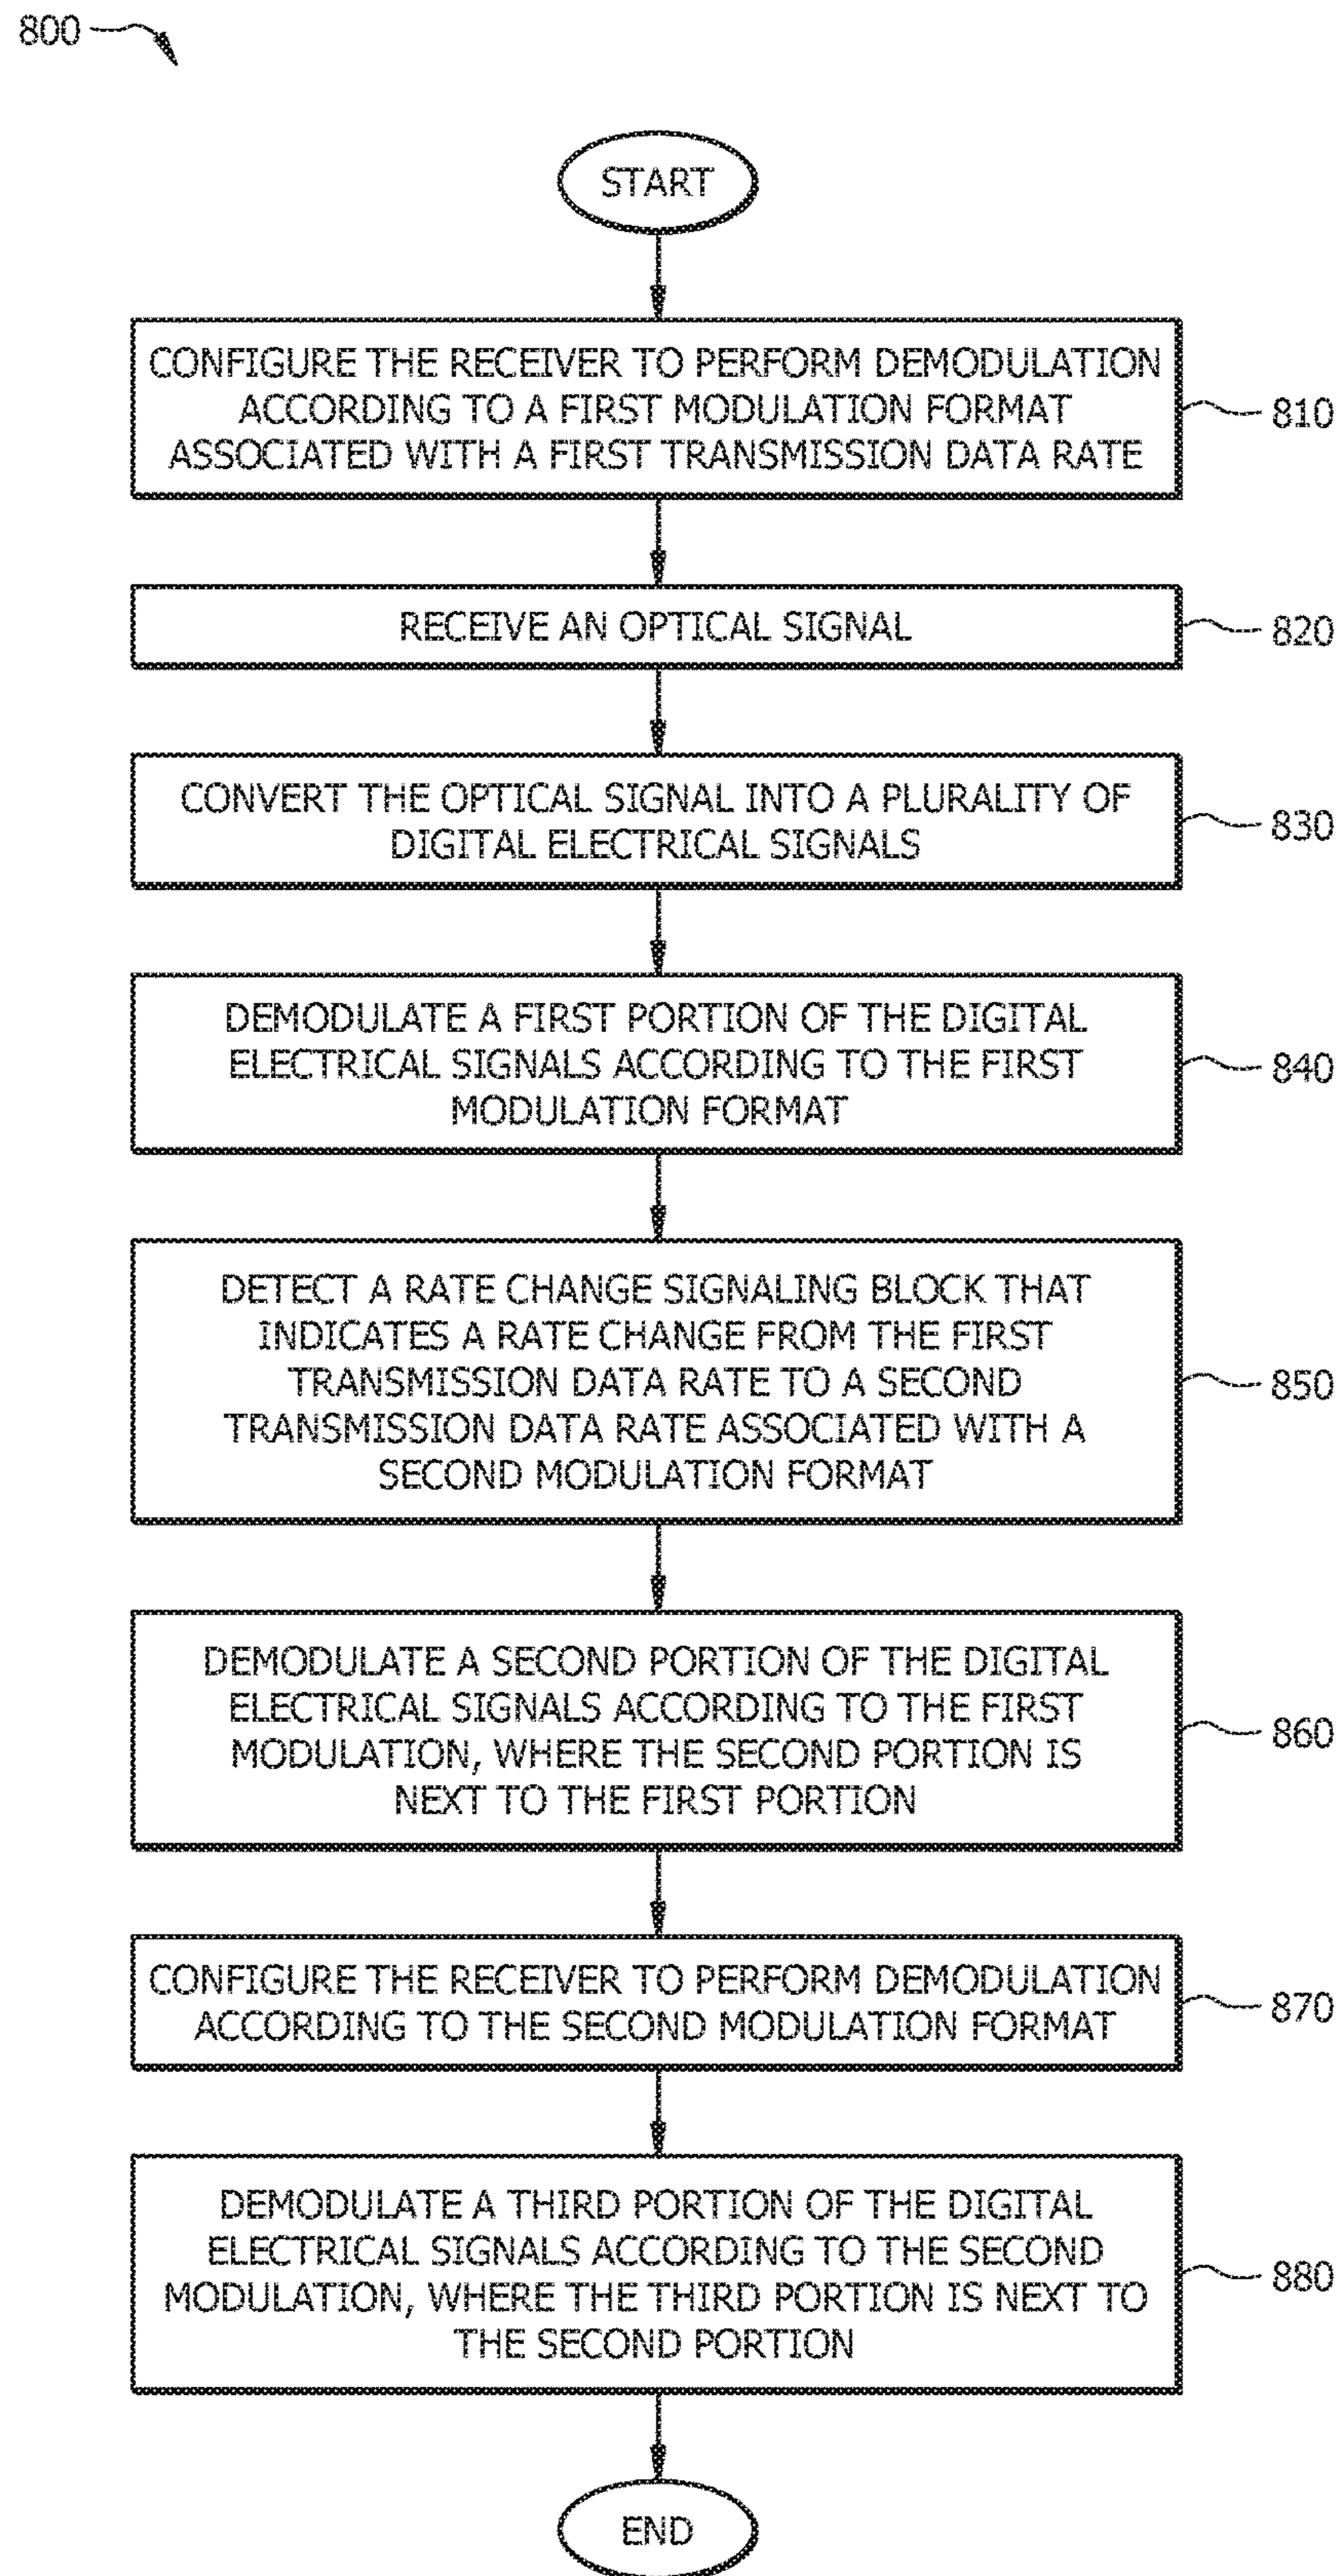 800
START
CONFIGURE THE RECEIVER TO PERFORM DEMODULATION
ACCORDING TO A FIRST MODULATION FORMAT
ASSOCIATED WITH A FIRST TRANSMISSION DATA RATE
810
RECEIVE AN OPTICAL SIGNAL
820
CONVERT THE OPTICAL SIGNAL INTO A PLURALITY OF
DIGITAL ELECTRICAL SIGNALS
830
DEMODULATE A FIRST PORTION OF THE DIGITAL
ELECTRICAL SIGNALS ACCORDING TO THE FIRST
MODULATION FORMAT
840
DETECT A RATE CHANGE SIGNALING BLOCK THAT
INDICATES A RATE CHANGE FROM THE FIRST
TRANSMISSION DATA RATE TO A SECOND
TRANSMISSION DATA RATE ASSOCIATED WITH A
SECOND MODULATION FORMAT
850
DEMODULATE A SECOND PORTION OF THE DIGITAL
ELECTRICAL SIGNALS ACCORDING TO THE FIRST
MODULATION, WHERE THE SECOND PORTION IS
NEXT TO THE FIRST PORTION
860
CONFIGURE THE RECEIVER TO PERFORM DEMODULATION
ACCORDING TO THE SECOND MODULATION FORMAT
870
DEMODULATE A THIRD PORTION OF THE DIGITAL
ELECTRICAL SIGNALS ACCORDING TO THE SECOND
MODULATION, WHERE THE THIRD PORTION IS NEXT TO
THE SECOND PORTION
880
END